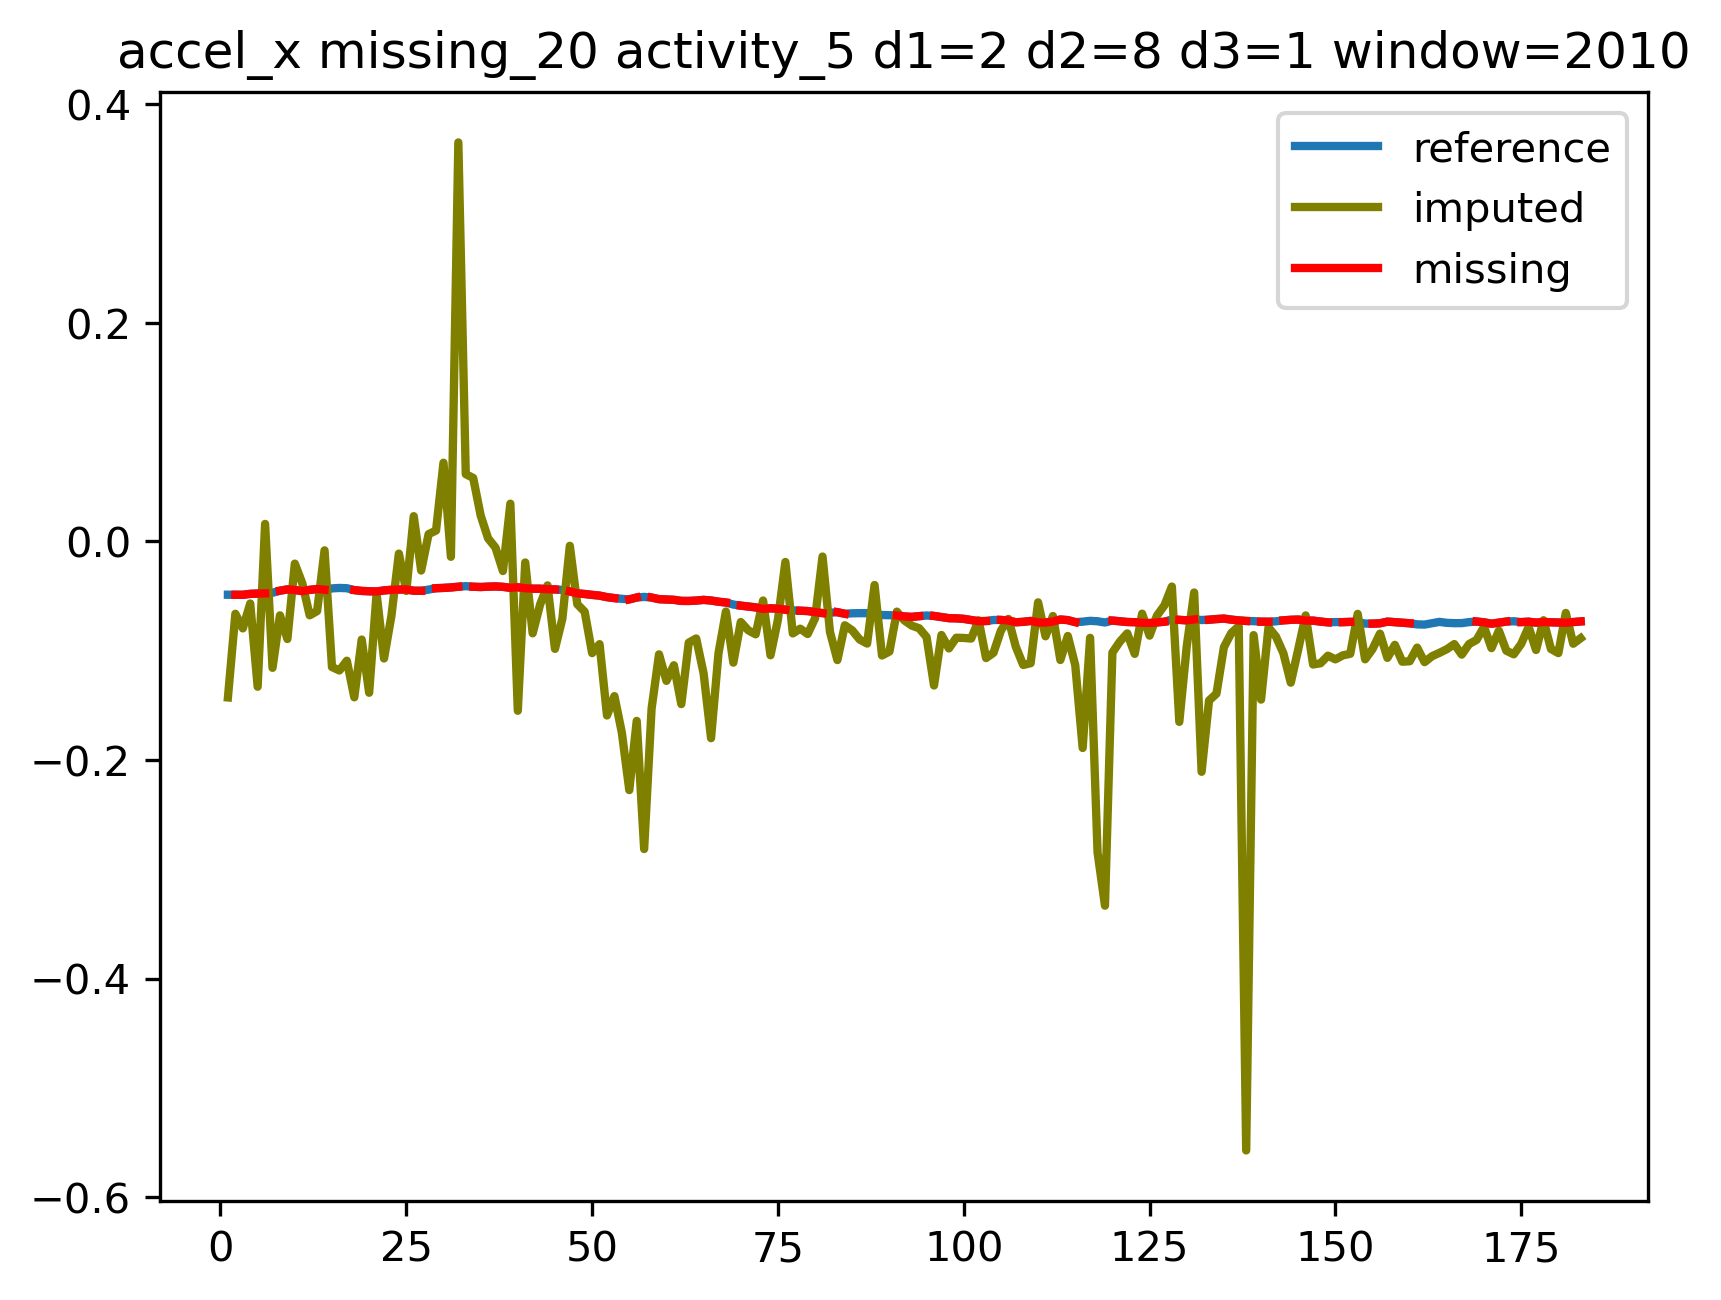 accel_x missing_20 activity_5 d1=2 d2=8 d3=1 window=2010
0.4
0.2
0.0
−0.2
−0.4
−0.6
reference
imputed
missing
0 25 50 75 100 125 150 175